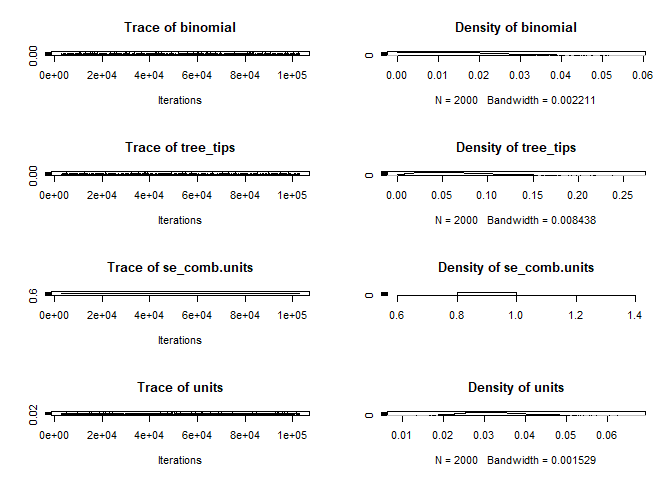 Trace of binomial
0.00
0e+00 2e+04 4e+04 6e+04 8e+04 1e+05
Iterations
Density of binomial
0
0.00 0.01 0.02 0.03 0.04 0.05 0.06
N = 2000 Bandwidth = 0.002211
Trace of tree_tips
0.00
0e+00 2e+04 4e+04 6e+04 8e+04 1e+05
Iterations
Density of tree_tips
0
0.00 0.05 0.10 0.15 0.20 0.25
N = 2000 Bandwidth = 0.008438
Trace of se_comb.units
0.6
0e+00 2e+04 4e+04 6e+04 8e+04 1e+05
Iterations
Density of se_comb.units
0
0.6 0.8 1.0 1.2 1.4
Trace of units
0.02
0e+00 2e+04 4e+04 6e+04 8e+04 1e+05
Iterations
Density of units
0
0.01 0.02 0.03 0.04 0.05 0.06
N = 2000 Bandwidth = 0.001529